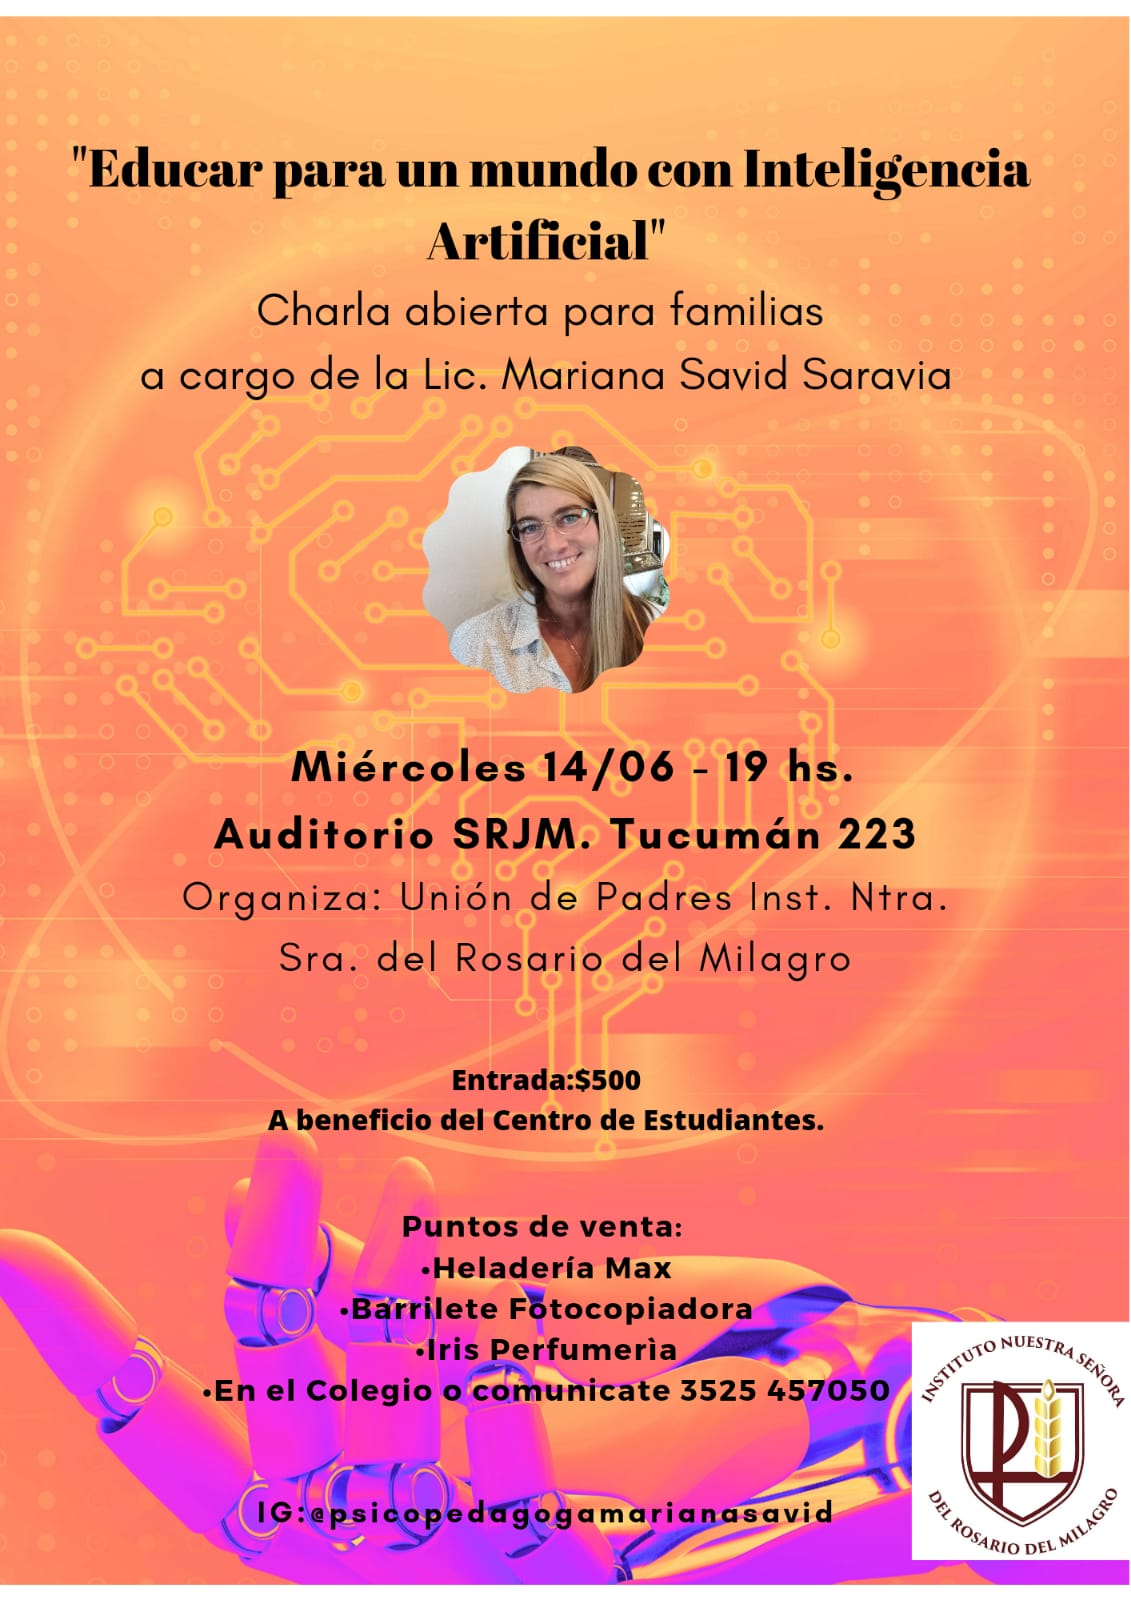 "Educar para un mundo con Inteligencia
Artificial"
Charla abierta para familias
a cargo de la Lic. Mariana Savid Saravia
Miércoles 14/06 - 19 hs.
Auditorio SRJM. Tucumán 223
Organiza: Unión de Padres Inst. Ntra.
Sra. del Rosario del Milagro
Entrada:$500
A beneficio del Centro de Estudiantes.
Puntos de venta:
•Heladería Max
•Barrilete Fotocopiadora
•Iris Perfumerìa
•En el Colegio o comunicate 3525 457050
IG:@psicopedagogamarianasavid
INSTITUTO NUESTRA SEÑORA
DEL ROSARIO DEL MILAGRO